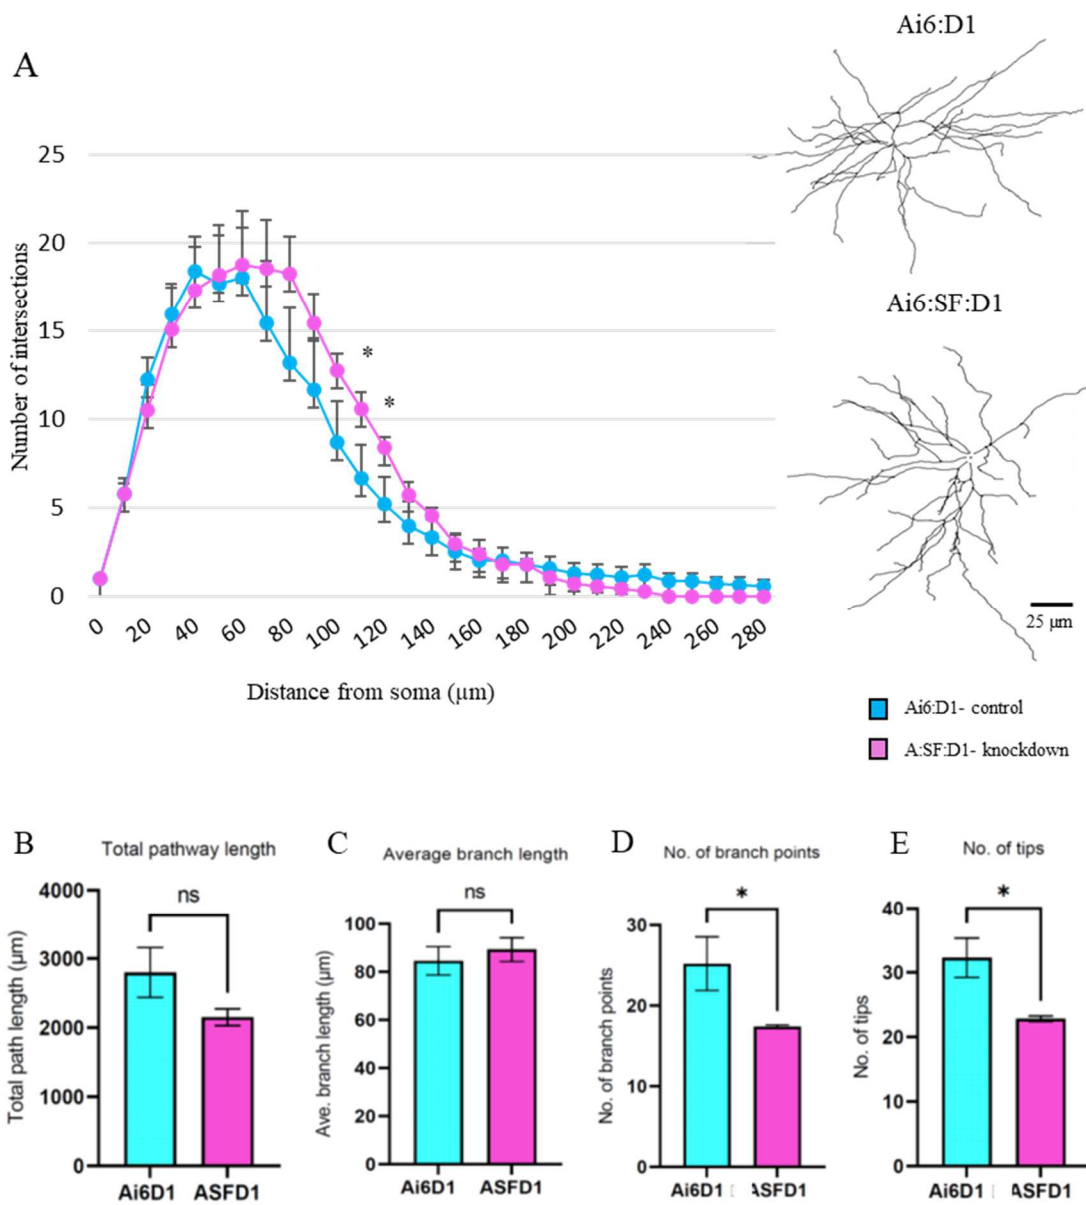 Ai6:D1
A
25
20
15
10
5
0
Number of intersections
*
*
0 20 40 60 80 100 120 140 160 180 200 220 240 260 280
Distance from soma (µm)
Ai6:SF:D1
25 µm
Ai6:D1- control
A:SF:D1- knockdown
B
Total pathway length
ns
Total path length (µm)
4000
3000
2000
1000
0
Ai6D1 ASFD1
C
Average branch length
ns
Ave. branch length (µm)
100
80
60
40
20
0
Ai6D1 ASFD1
D
No. of branch points
*
No. of branch points
30
20
10
0
Ai6D1 ASFD1
E
No. of tips
*
No. of tips
40
30
20
10
0
Ai6D1 ASFD1